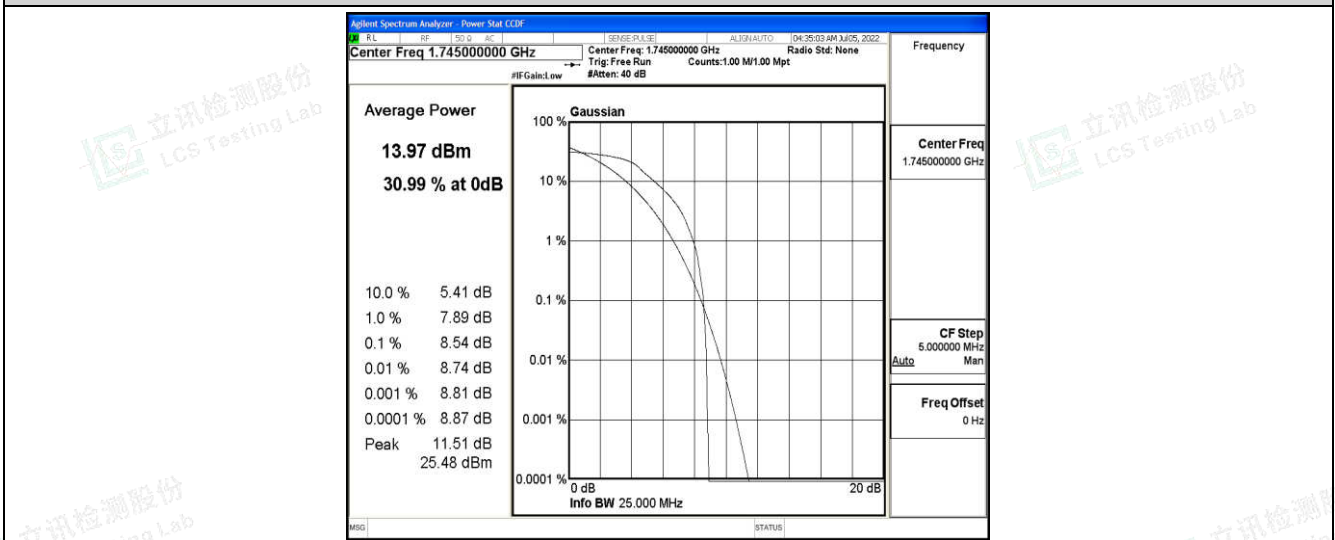 Agilent Spectrum Analyzer - Power Stat CCDF
LXI RL RF 50 Ω AC SENSE:PULSE ALIGN AUTO 04:35:03 AM Jul 05, 2022
Center Freq 1.745000000 GHz
Center Freq: 1.745000000 GHz Radio Std: None
Trig: Free Run Counts:1.00 M/1.00 Mpt
#IFGain:Low #Atten: 40 dB
Frequency
Average Power
13.97 dBm
30.99 % at 0dB
10.0 % 5.41 dB
1.0 % 7.89 dB
0.1 % 8.54 dB
0.01 % 8.74 dB
0.001 % 8.81 dB
0.0001 % 8.87 dB
Peak 11.51 dB
25.48 dBm
Gaussian
100 %
10 %
1 %
0.1 %
0.01 %
0.001 %
0.0001 %
0 dB 20 dB
Info BW 25.000 MHz
Center Freq
1.745000000 GHz
CF Step
5.000000 MHz
Auto Man
Freq Offset
0 Hz
MSG STATUS
立讯检测股份
LCS Testing Lab
立讯检测股份
LCS Testing Lab
立讯检测股份
ing Lab
立讯检测